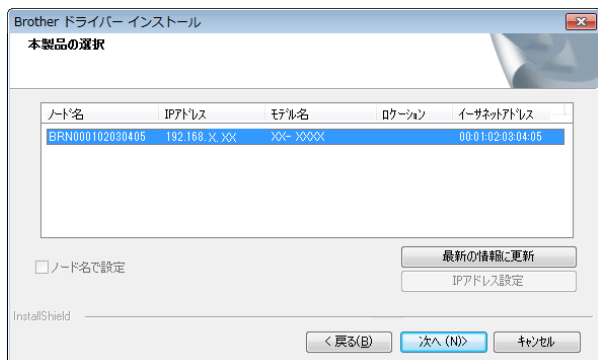 Brother ドライバー インストール
本製品の選択
ノード名 IPアドレス モデル名 ロケーション イーサネットアドレス
BRN000102030405 192.168.X.XX XX-XXXX 00:01:02:03:04:05
ノード名で設定
最新の情報に更新
IPアドレス設定
InstallShield
< 戻る(B) 次へ (N)> キャンセル